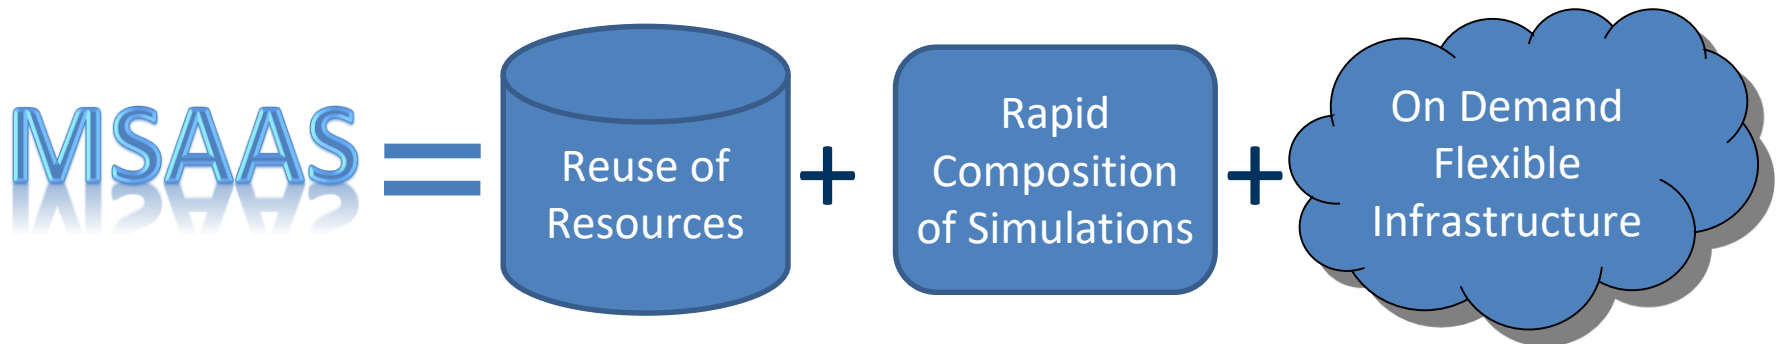 MSAAS =
Reuse of
Resources
+
Rapid
Composition
of Simulations
+
On Demand
Flexible
Infrastructure